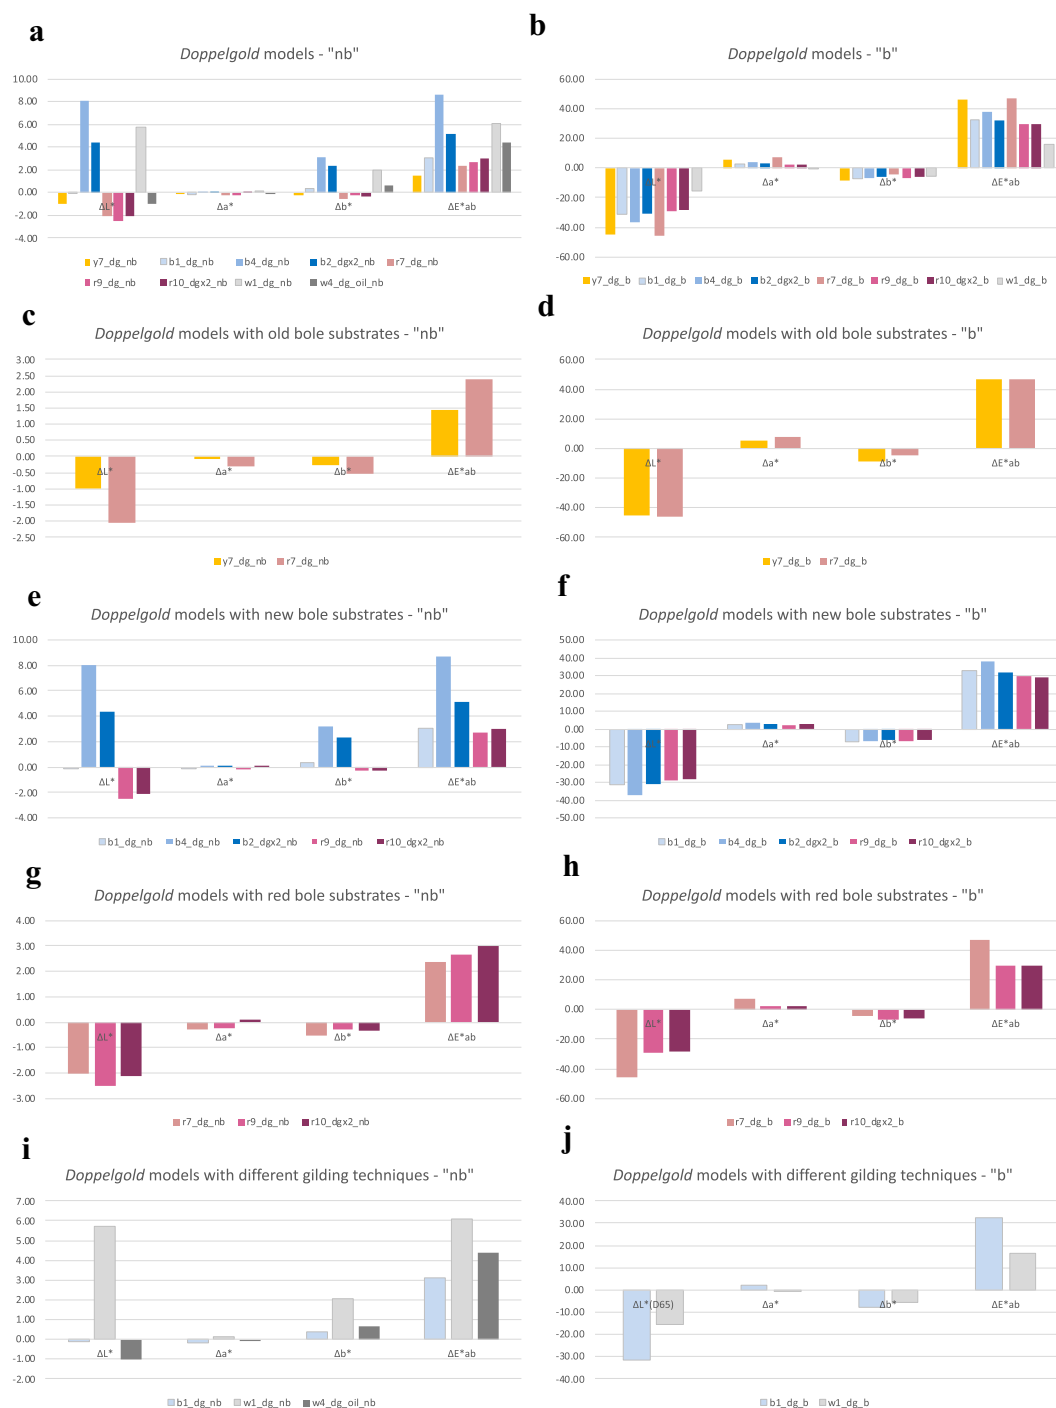 a
Doppelgold models - "nb"
10.00
8.00
6.00
4.00
2.00
0.00
-2.00
-4.00
ΔL*
Δa*
Δb*
ΔE*ab
y7_dg_nb b1_dg_nb b4_dg_nb b2_dgx2_nb r7_dg_nb
r9_dg_nb r10_dgx2_nb w1_dg_nb w4_dg_oil_nb
b
Doppelgold models - "b"
60.00
40.00
20.00
0.00
-20.00
-40.00
-60.00
ΔL*
Δa*
Δb*
ΔE*ab
y7_dg_b b1_dg_b b4_dg_b b2_dgx2_b r7_dg_b r9_dg_b r10_dgx2_b w1_dg_b
c
Doppelgold models with old bole substrates - "nb"
3.00
2.50
2.00
1.50
1.00
0.50
0.00
-0.50
-1.00
-1.50
-2.00
-2.50
ΔL*
Δa*
Δb*
ΔE*ab
y7_dg_nb r7_dg_nb
d
Doppelgold models with old bole substrates - "b"
60.00
40.00
20.00
0.00
-20.00
-40.00
-60.00
ΔL*
Δa*
Δb*
ΔE*ab
y7_dg_b r7_dg_b
e
Doppelgold models with new bole substrates - "nb"
10.00
8.00
6.00
4.00
2.00
0.00
-2.00
-4.00
ΔL*
Δa*
Δb*
ΔE*ab
b1_dg_nb b4_dg_nb b2_dgx2_nb r9_dg_nb r10_dgx2_nb
f
Doppelgold models with new bole substrates - "b"
50.00
40.00
30.00
20.00
10.00
0.00
-10.00
-20.00
-30.00
-40.00
-50.00
ΔL*
Δa*
Δb*
ΔE*ab
b1_dg_b b4_dg_b b2_dgx2_b r9_dg_b r10_dgx2_b
g
Doppelgold models with red bole substrates - "nb"
4.00
3.00
2.00
1.00
0.00
-1.00
-2.00
-3.00
ΔL*
Δa*
Δb*
ΔE*ab
r7_dg_nb r9_dg_nb r10_dgx2_nb
h
Doppelgold models with red bole substrates - "b"
60.00
40.00
20.00
0.00
-20.00
-40.00
-60.00
ΔL*
Δa*
Δb*
ΔE*ab
r7_dg_b r9_dg_b r10_dgx2_b
i
Doppelgold models with different gilding techniques - "nb"
7.00
6.00
5.00
4.00
3.00
2.00
1.00
0.00
-1.00
-2.00
ΔL*
Δa*
Δb*
ΔE*ab
b1_dg_nb w1_dg_nb w4_dg_oil_nb
j
Doppelgold models with different gilding techniques - "b"
40.00
30.00
20.00
10.00
0.00
-10.00
-20.00
-30.00
-40.00
ΔL*(D65)
Δa*
Δb*
ΔE*ab
b1_dg_b w1_dg_b